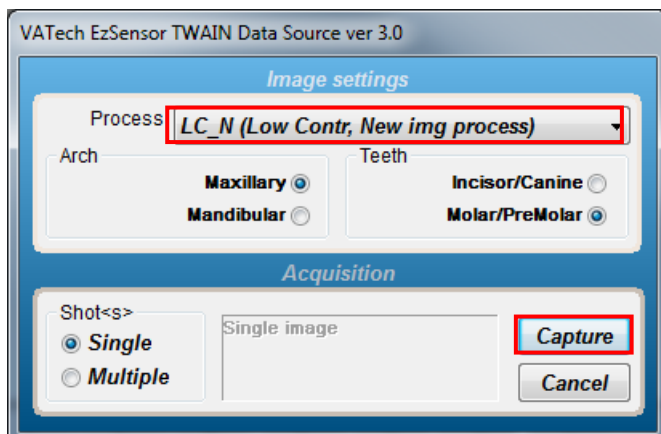 VATech EzSensor TWAIN Data Source ver 3.0
Image settings
Process LC_N (Low Contr, New img process)
Arch
Maxillary
Mandibular
Teeth
Incisor/Canine
Molar/PreMolar
Acquisition
Shot<s>
Single
Multiple
Single image
Capture
Cancel